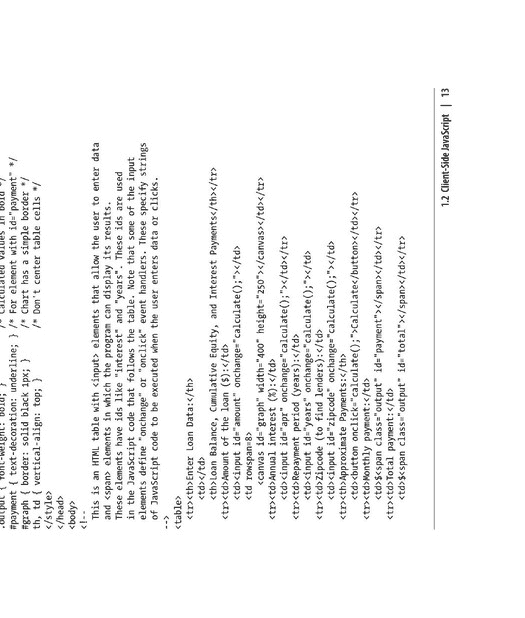 .output { font-weight: bold; } /* Calculated values in bold */
#payment { text-decoration: underline; } /* For element with id="payment" */
#graph { border: solid black 1px; } /* Chart has a simple border */
th, td { vertical-align: top; } /* Don't center table cells */
</style>
</head>
<body>
<!--
This is an HTML table with <input> elements that allow the user to enter data
and <span> elements in which the program can display its results.
These elements have ids like "interest" and "years". These ids are used
in the JavaScript code that follows the table. Note that some of the input
elements define "onchange" or "onclick" event handlers. These specify strings
of JavaScript code to be executed when the user enters data or clicks.
-->
<table>
<tr><th>Enter Loan Data:</th>
<td></td>
<th>Loan Balance, Cumulative Equity, and Interest Payments</th></tr>
<tr><td>Amount of the loan ($):</td>
<td><input id="amount" onchange="calculate();"></td>
<td rowspan=8>
<canvas id="graph" width="400" height="250"></canvas></td></tr>
<tr><td>Annual interest (%):</td>
<td><input id="apr" onchange="calculate();"></td></tr>
<tr><td>Repayment period (years):</td>
<td><input id="years" onchange="calculate();"></td>
<tr><td>Zipcode (to find lenders):</td>
<td><input id="zipcode" onchange="calculate();"></td>
<tr><th>Approximate Payments:</th>
<td><button onclick="calculate();">Calculate</button></td></tr>
<tr><td>Monthly payment:</td>
<td>$<span class="output" id="payment"></span></td></tr>
<tr><td>Total payment:</td>
<td>$<span class="output" id="total"></span></td></tr>
1.2 Client-Side JavaScript | 13